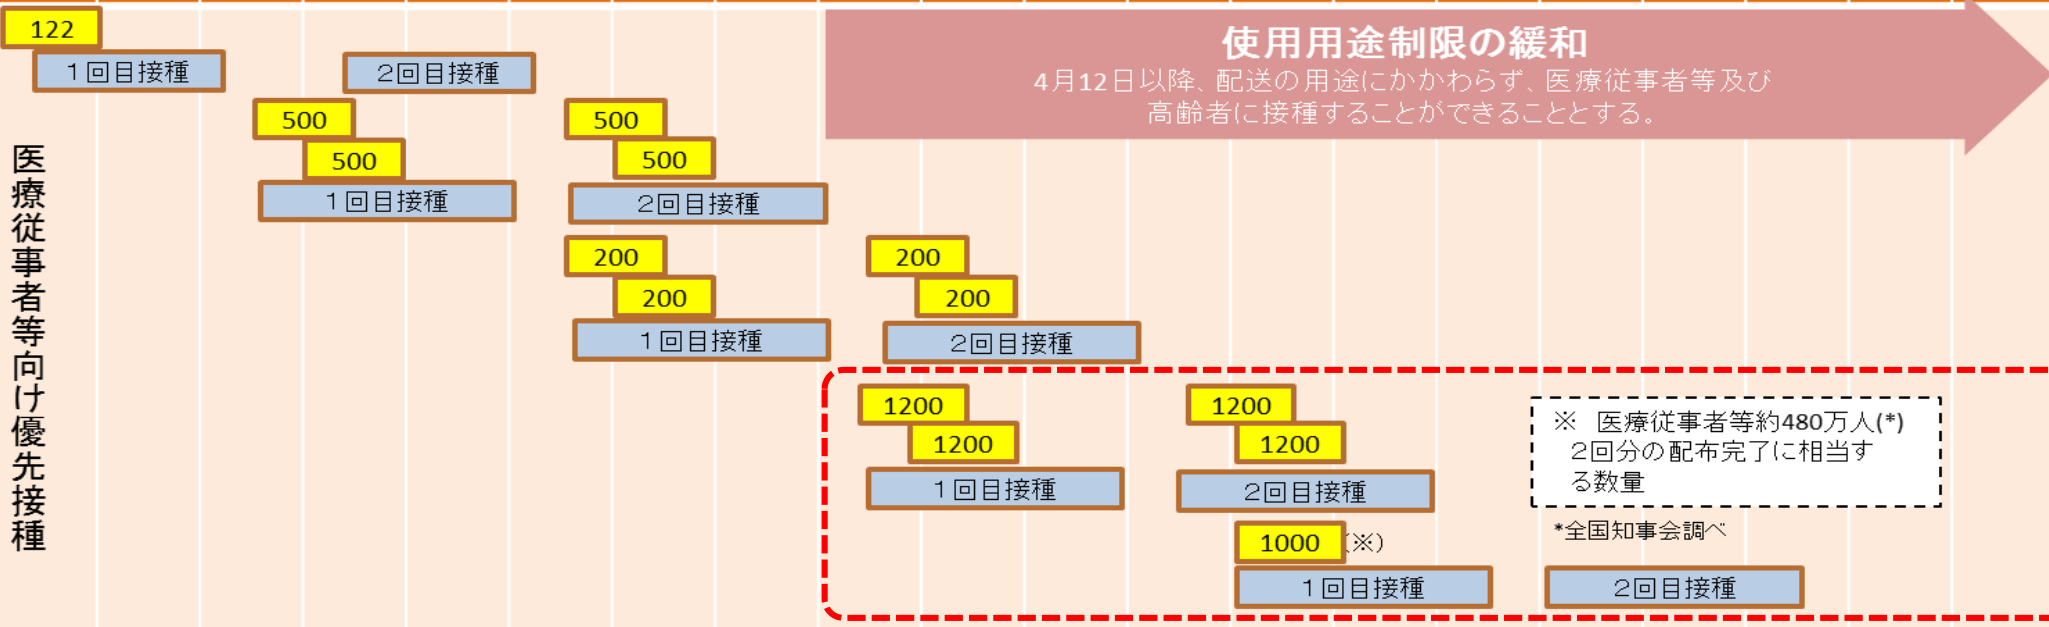 122
使用用途制限の緩和
1回目接種
2回目接種
4月12日以降、配送の用途にかかわらず、医療従事者等及び
高齢者に接種することができることとする。
500
500
500
500
1回目接種
2回目接種
医療従事者等向け優先接種
200
200
200
200
1回目接種
2回目接種
1200
1200
1200
1200
1回目接種
2回目接種
※ 医療従事者等約480万人(*)
2回分の配布完了に相当す
る数量
*全国知事会調べ
1000
(※)
1回目接種
2回目接種